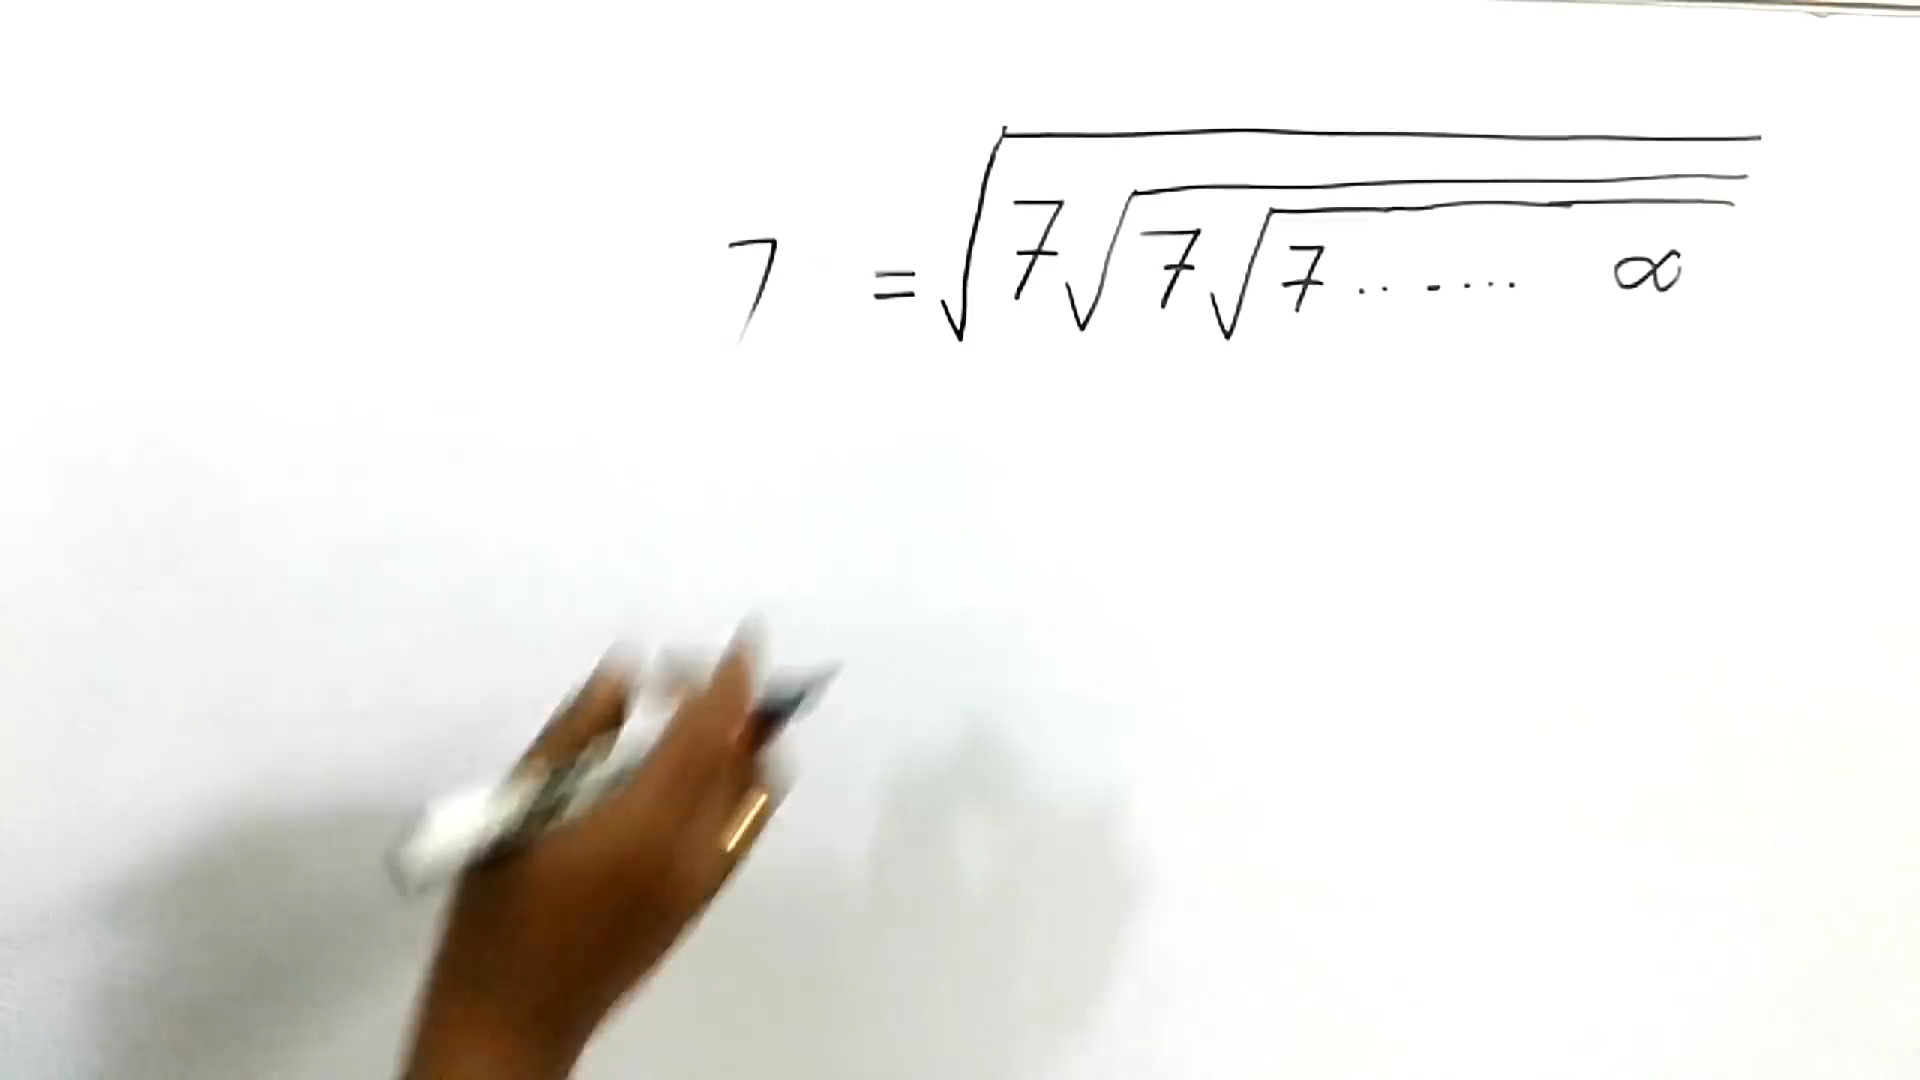 7 = √7√7√7....... ∞